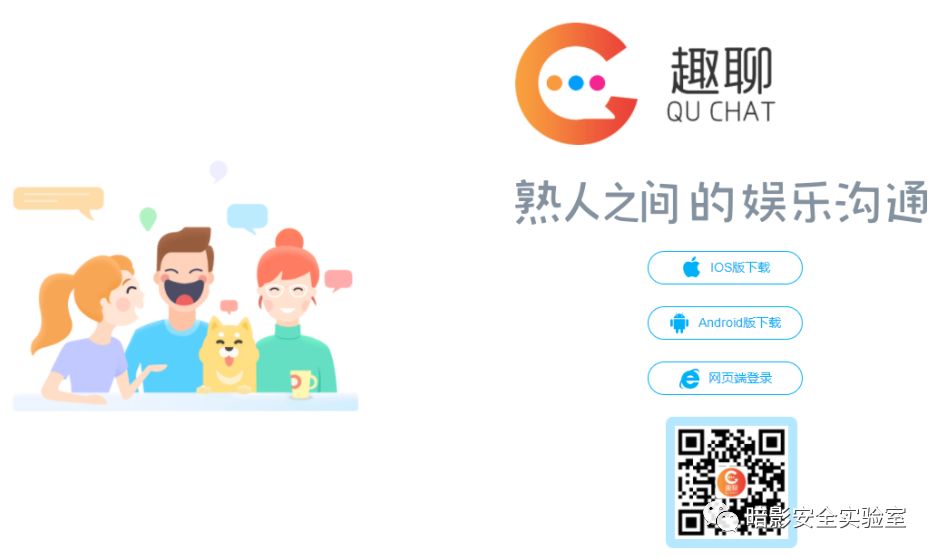 趣聊
QU CHAT
熟人之间的娱乐沟通
IOS版下载
Android版下载
网页端登录
趣聊
暗影安全实验室